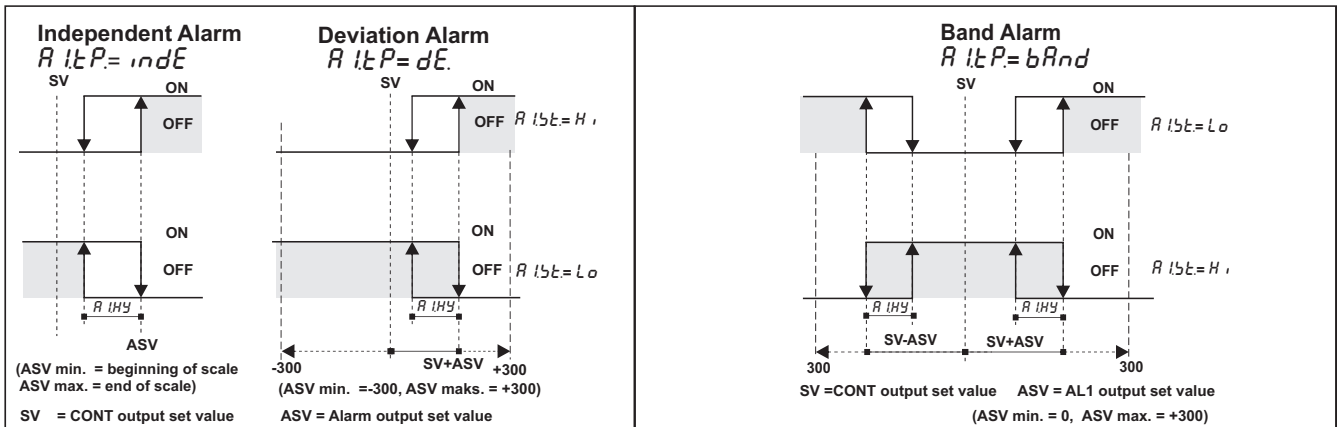 Independent Alarm
A1.tP.= indE
SV
ON
OFF
ON
OFF
A1.HY
ASV
(ASV min. = beginning of scale
ASV max. = end of scale)
SV = CONT output set value
Deviation Alarm
A1.tP= dE.
SV
ON
OFF
A1.St.= Hi
ON
OFF
A1.St.= Lo
A1.HY
SV+ASV
-300
+300
(ASV min. =-300, ASV maks. = +300)
ASV = Alarm output set value
Band Alarm
A1.tP.= bAnd
SV
ON
OFF
A1.St.= Lo
ON
OFF
A1.St.= Hi
A1.HY
A1.HY
SV-ASV
SV+ASV
300
300
SV =CONT output set value ASV = AL1 output set value
(ASV min. = 0, ASV max. = +300)